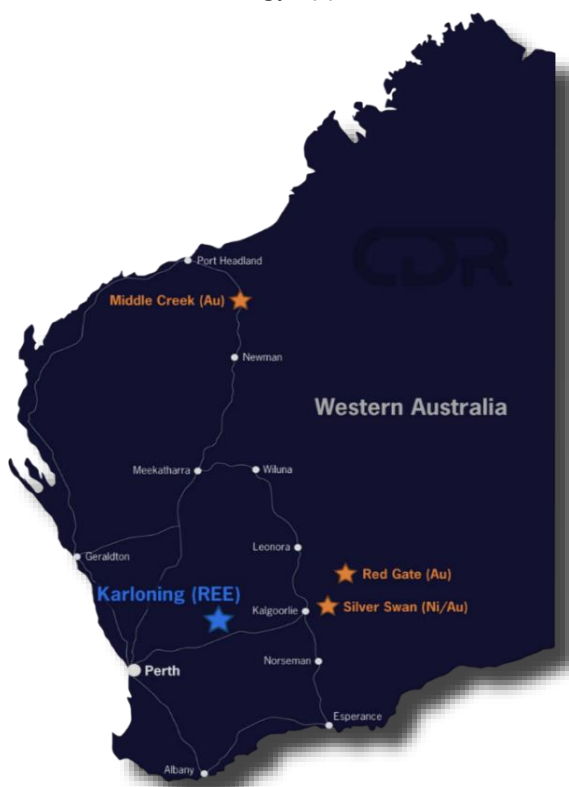 CDR
Port Headland
Middle Creek (Au)
Newman
Western Australia
Meekatharra
Wiluna
Leonora
Geraldton
Red Gate (Au)
Karloning (REE)
Silver Swan (Ni/Au)
Kalgoorlie
Norseman
Perth
Esperance
Albany